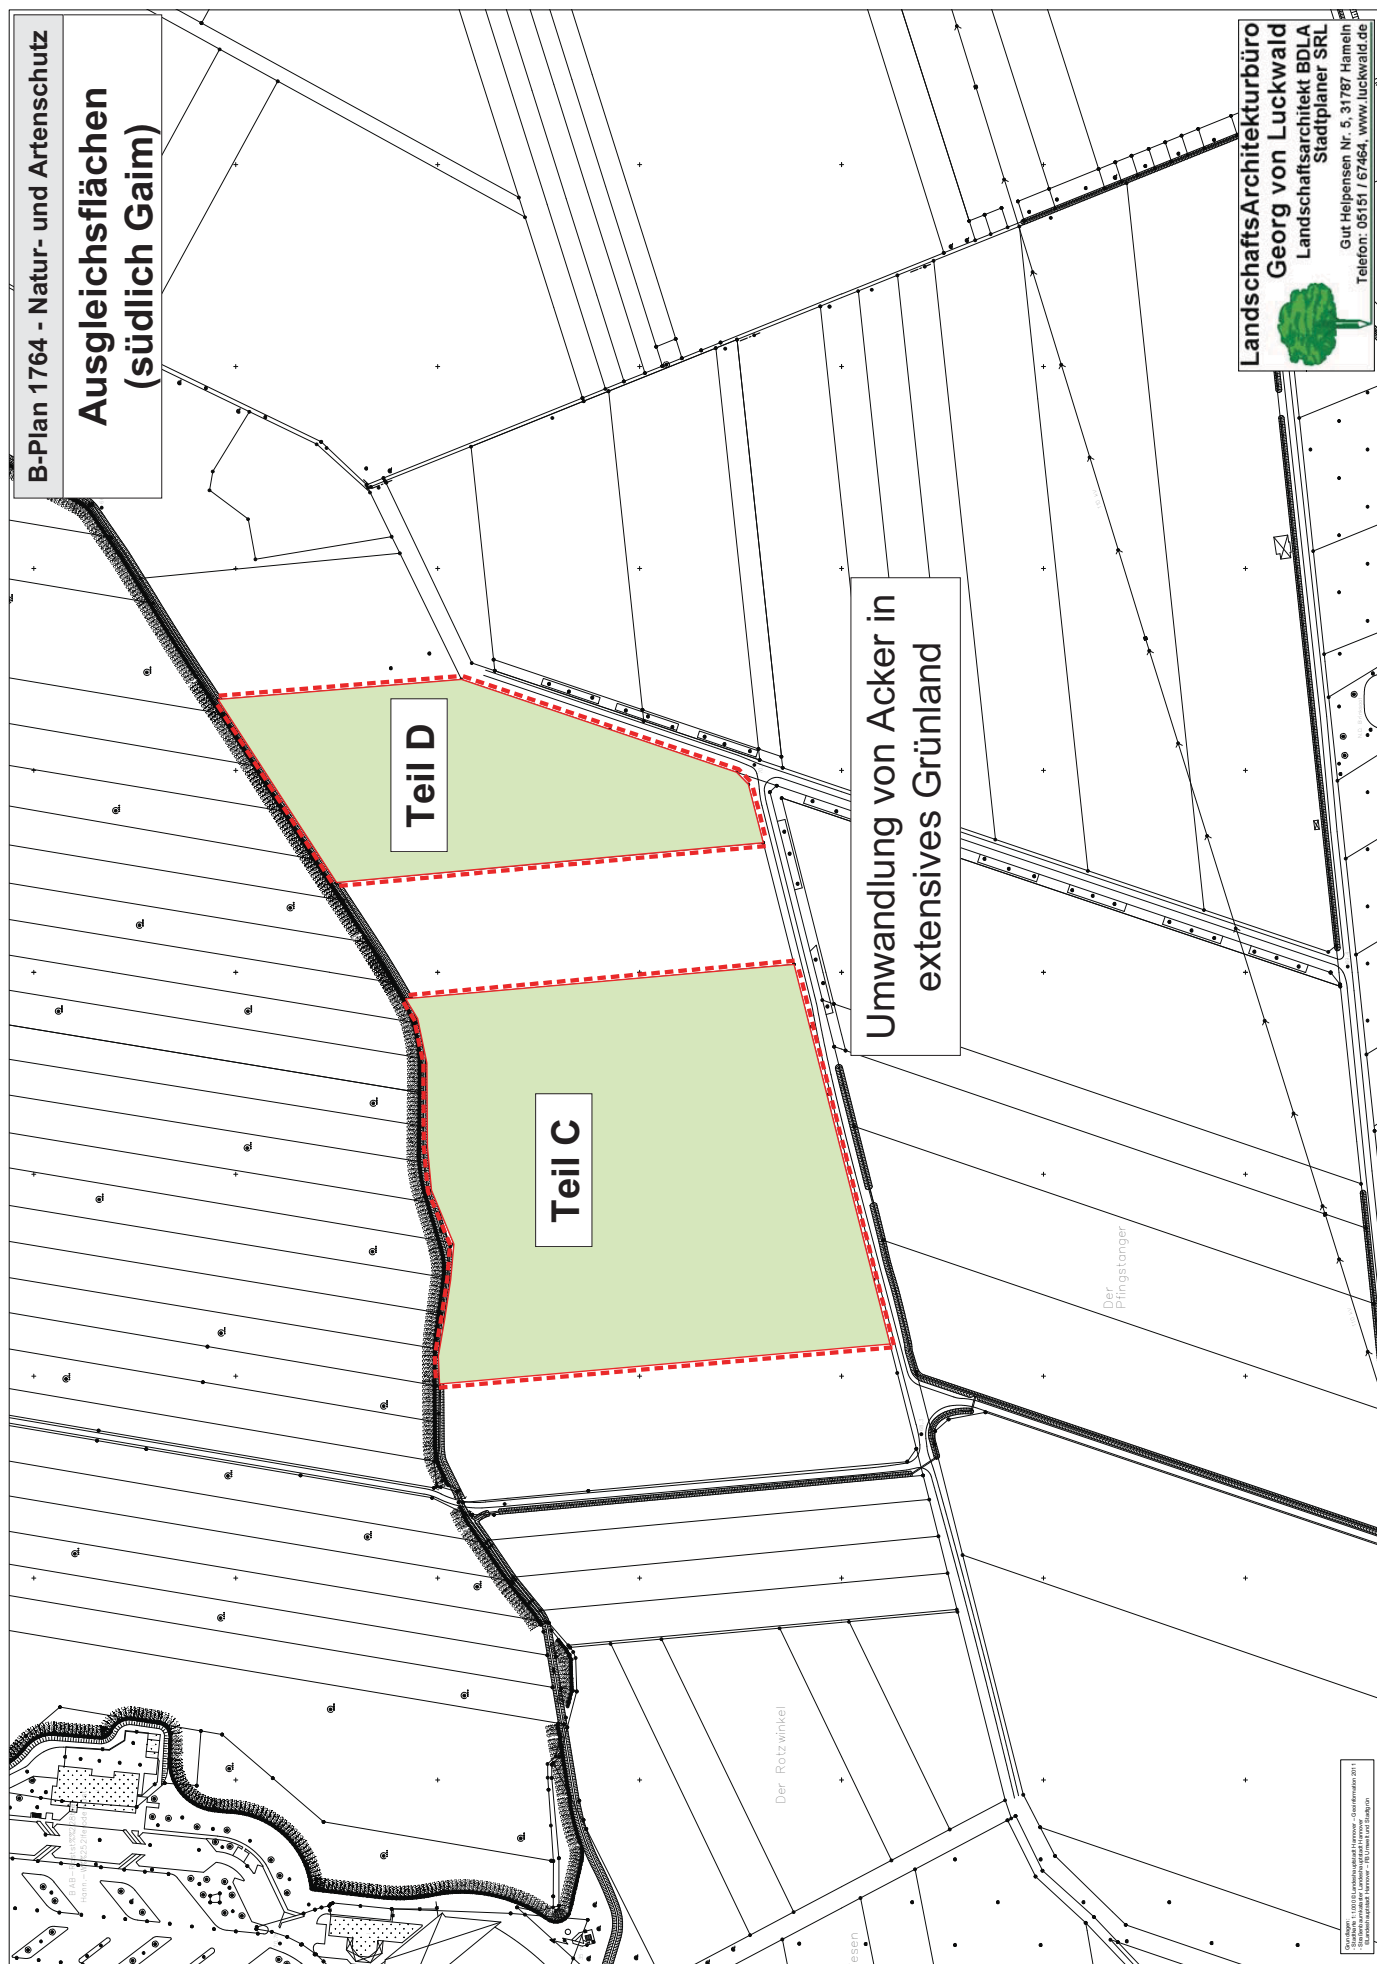 B-Plan 1764 - Natur- und Artenschutz
Ausgleichsflächen
(südlich Gaim)
LandschaftsArchitekturbüro
Georg von Luckwald
Landschaftsarchitekt BDLA
Stadtplaner SRL
Gut Helpensen Nr. 5, 31787 Hameln
Telefon: 05151 / 67464, www.luckwald.de
Teil D
Teil C
Umwandlung von Acker in
extensives Grünland
Der
Pfingstanger
Der Rotzwinkel
esen